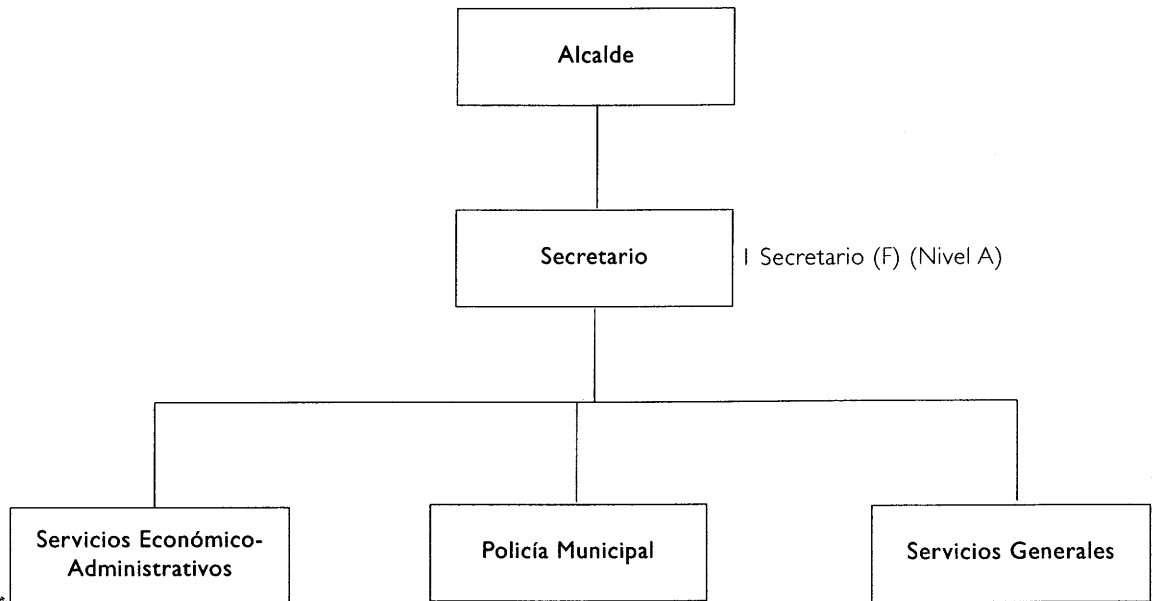 Alcalde
Secretario
1 Secretario (F) (Nivel A)
Servicios Económico-
Administrativos
Policía Municipal
Servicios Generales